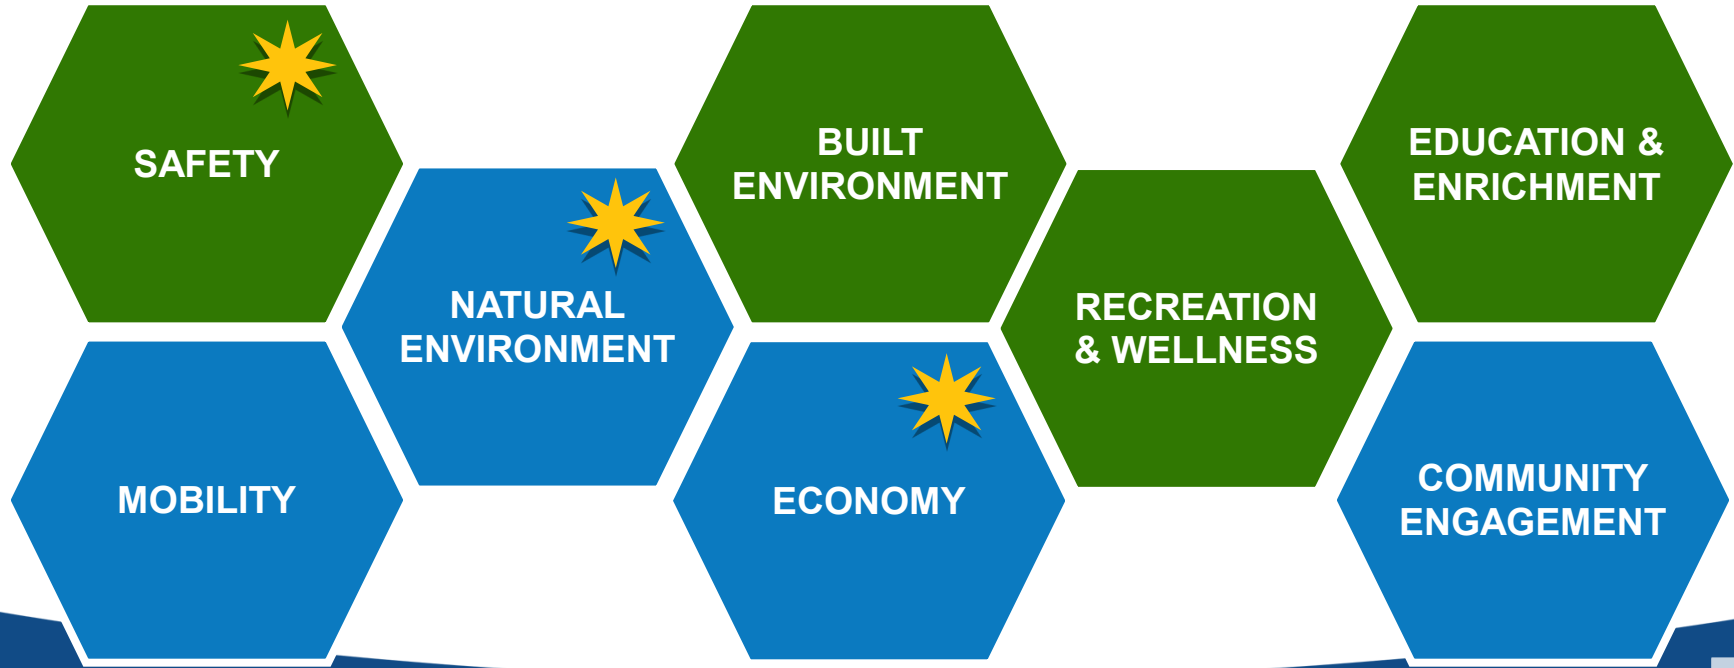 SAFETY
BUILT
ENVIRONMENT
EDUCATION &
ENRICHMENT
NATURAL
ENVIRONMENT
RECREATION
& WELLNESS
MOBILITY
ECONOMY
COMMUNITY
ENGAGEMENT